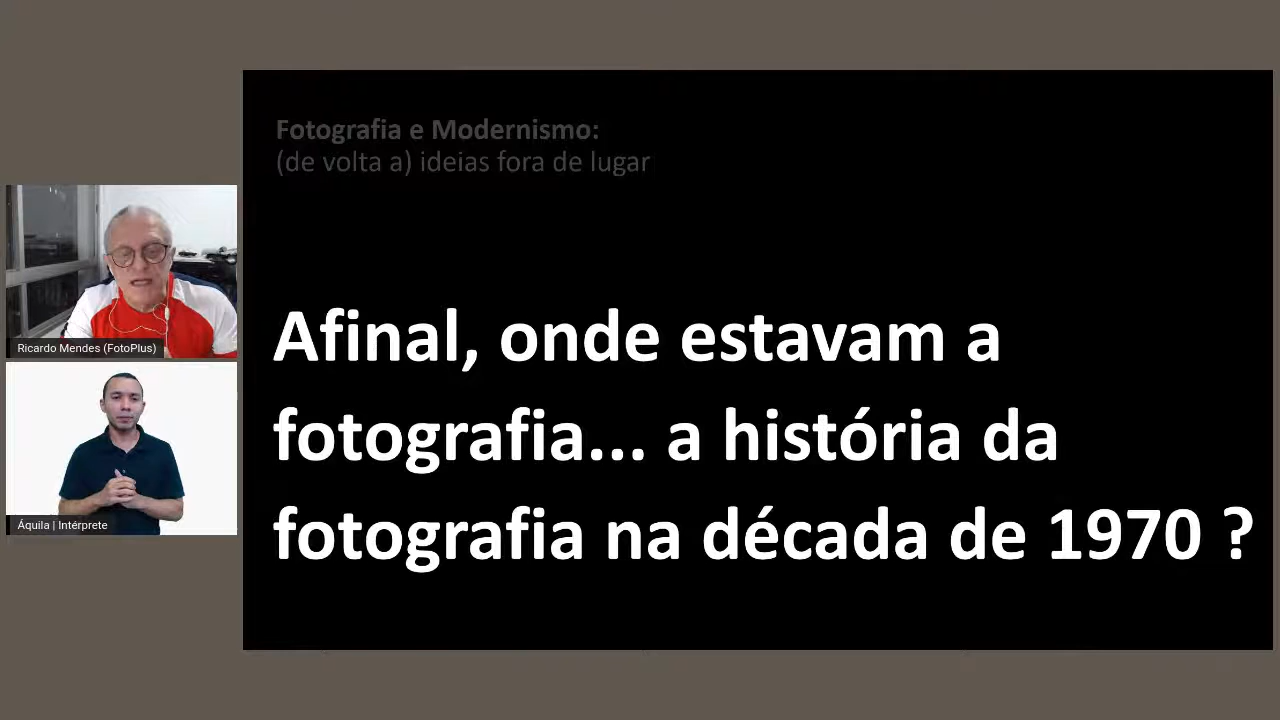 Fotografia e Modernismo:
(de volta a) ideias fora de lugar
Afinal, onde estavam a
fotografia... a história da
fotografia na década de 1970 ?
Ricardo Mendes (FotoPlus)
Áquila | Intérprete